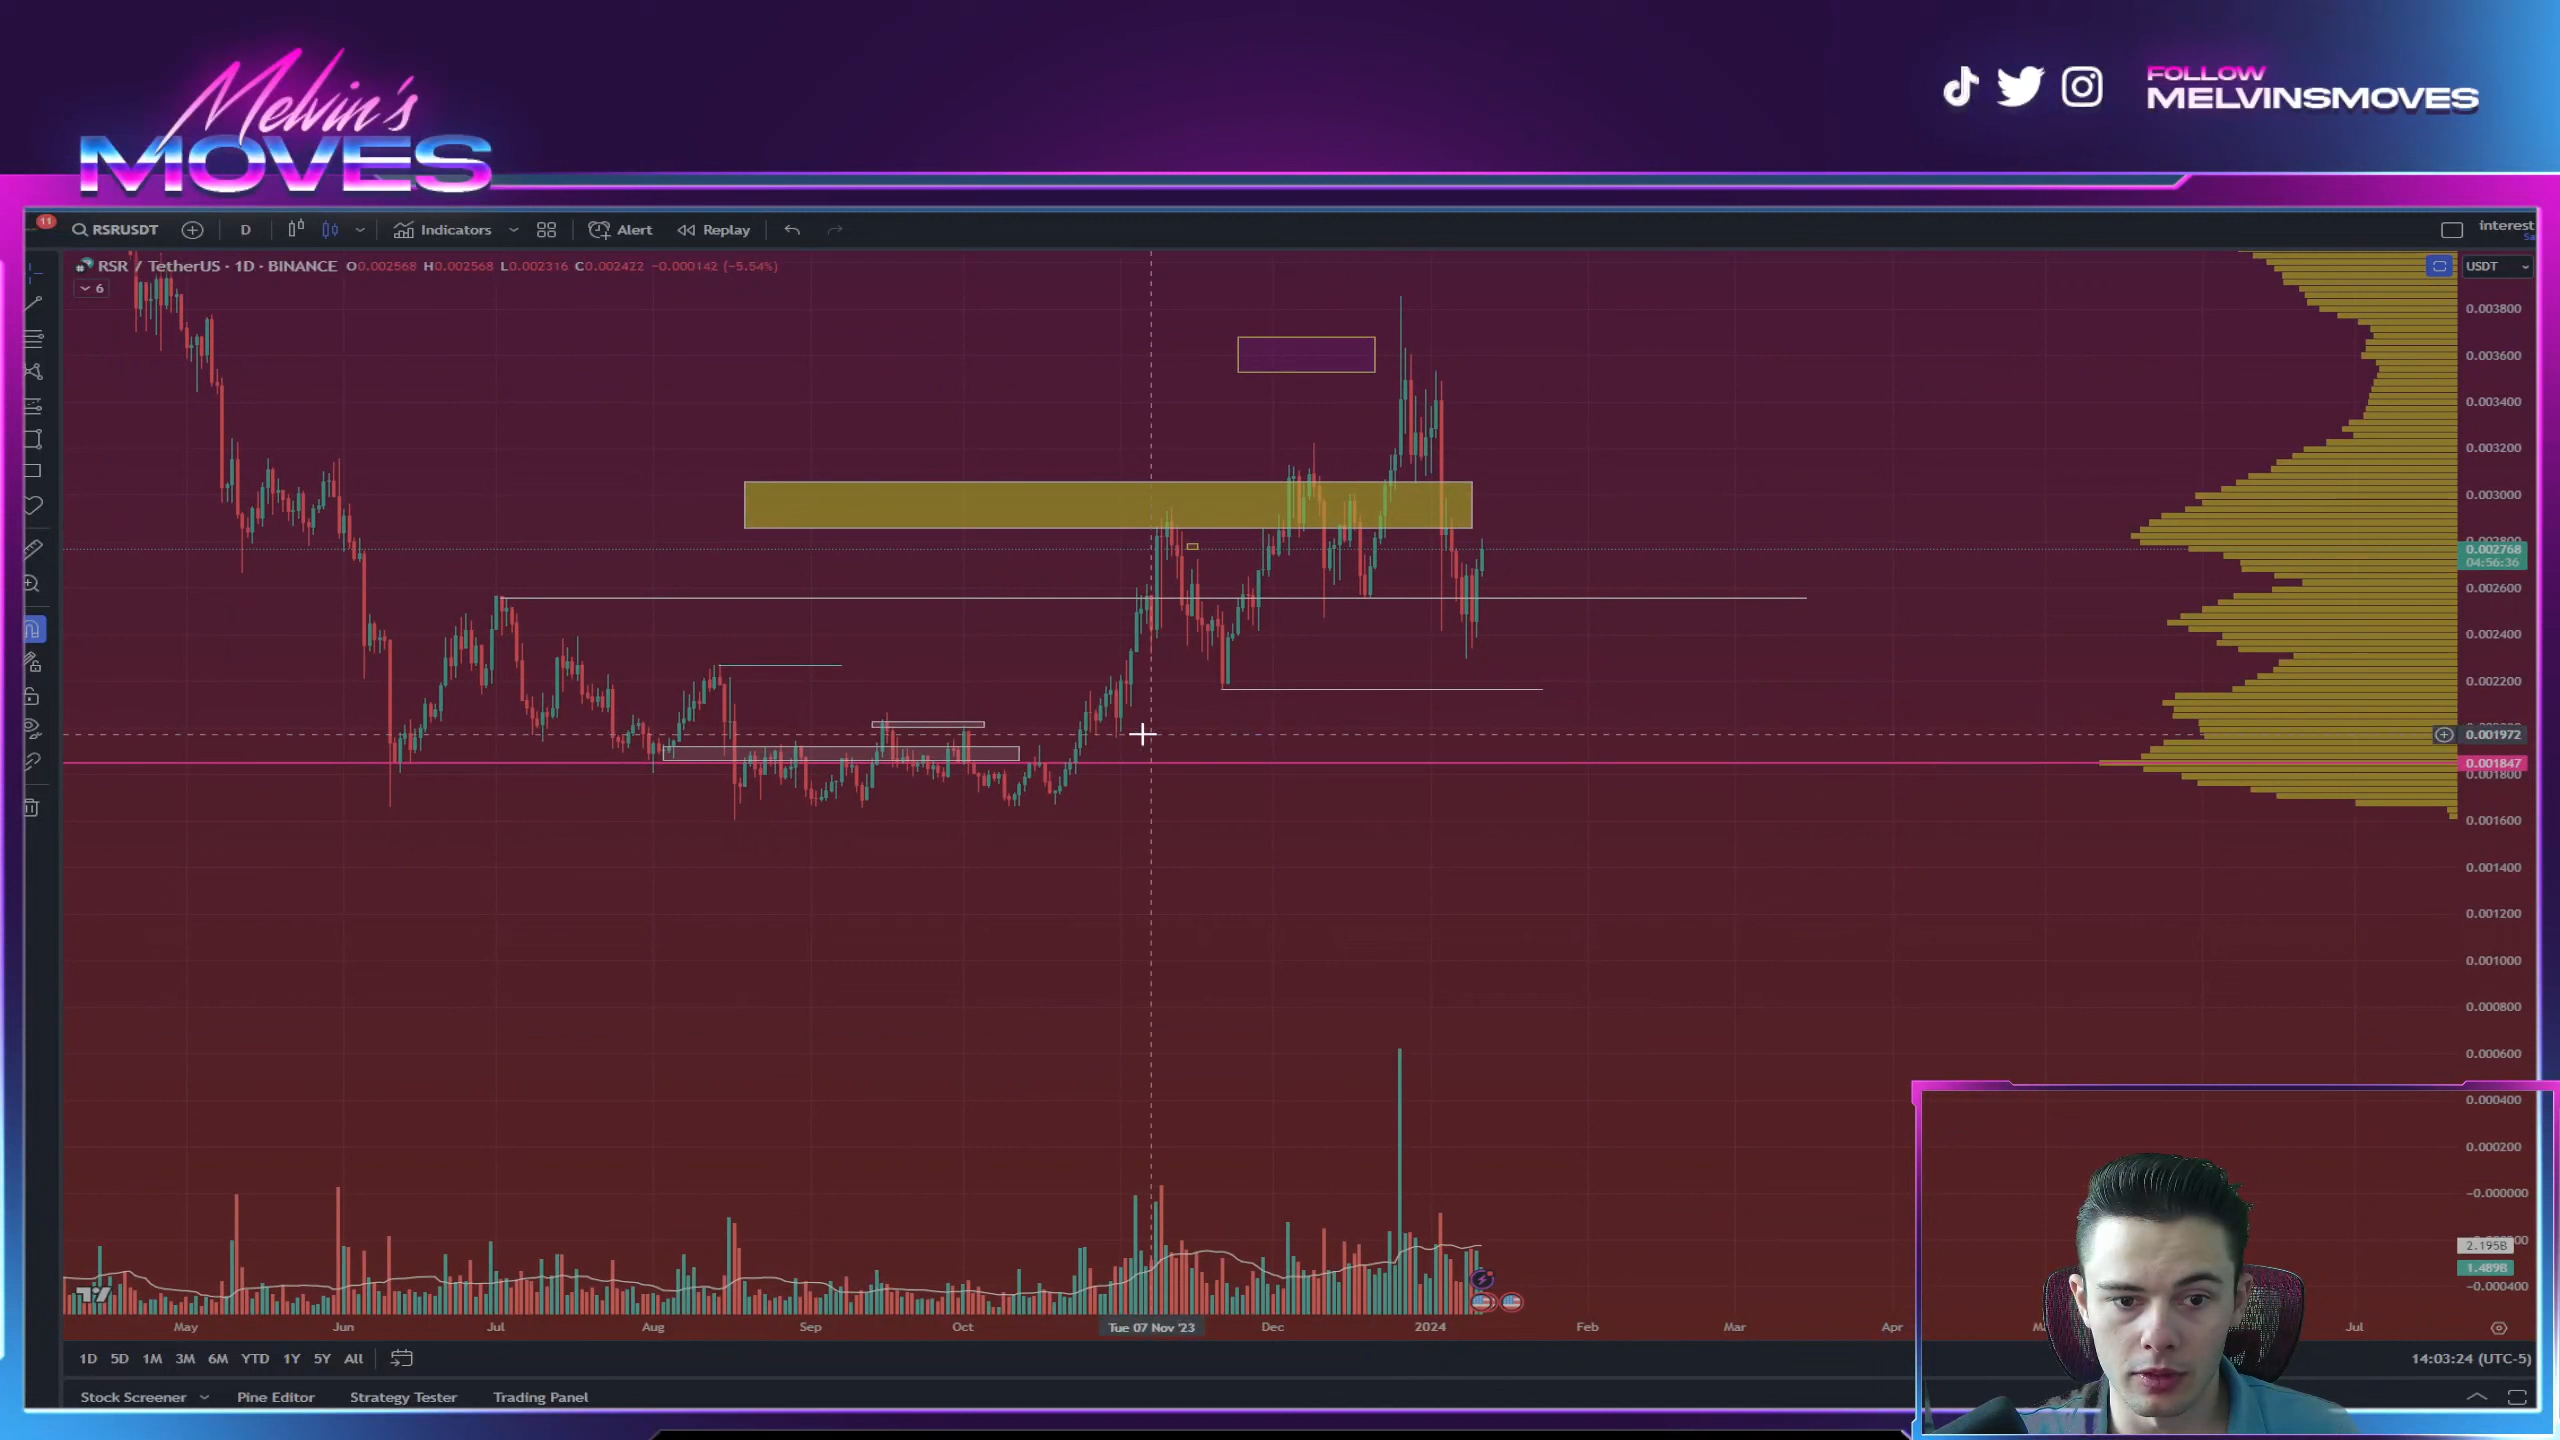 Melvin's
MOVES
FOLLOW
MELVINSMOVES
11
RSRUSDT
D
Indicators
Alert
Replay
interest
RSR / TetherUS · 1D · BINANCE O0.002568 H0.002568 L0.002316 C0.002422 −0.000142 (−5.54%)
6
USDT
0.003800
0.003600
0.003400
0.003200
0.003000
0.002768
04:56:36
0.002600
0.002400
0.002200
0.001972
0.001847
0.001800
0.001600
0.001400
0.001200
0.001000
0.000800
0.000600
0.000400
0.000200
−0.000000
2.195B
1.489B
−0.000400
May Jun Jul Aug Sep Oct Tue 07 Nov '23 Dec 2024 Feb Mar Apr Jul
1D 5D 1M 3M 6M YTD 1Y 5Y All
14:03:24 (UTC-5)
Stock Screener Pine Editor Strategy Tester Trading Panel